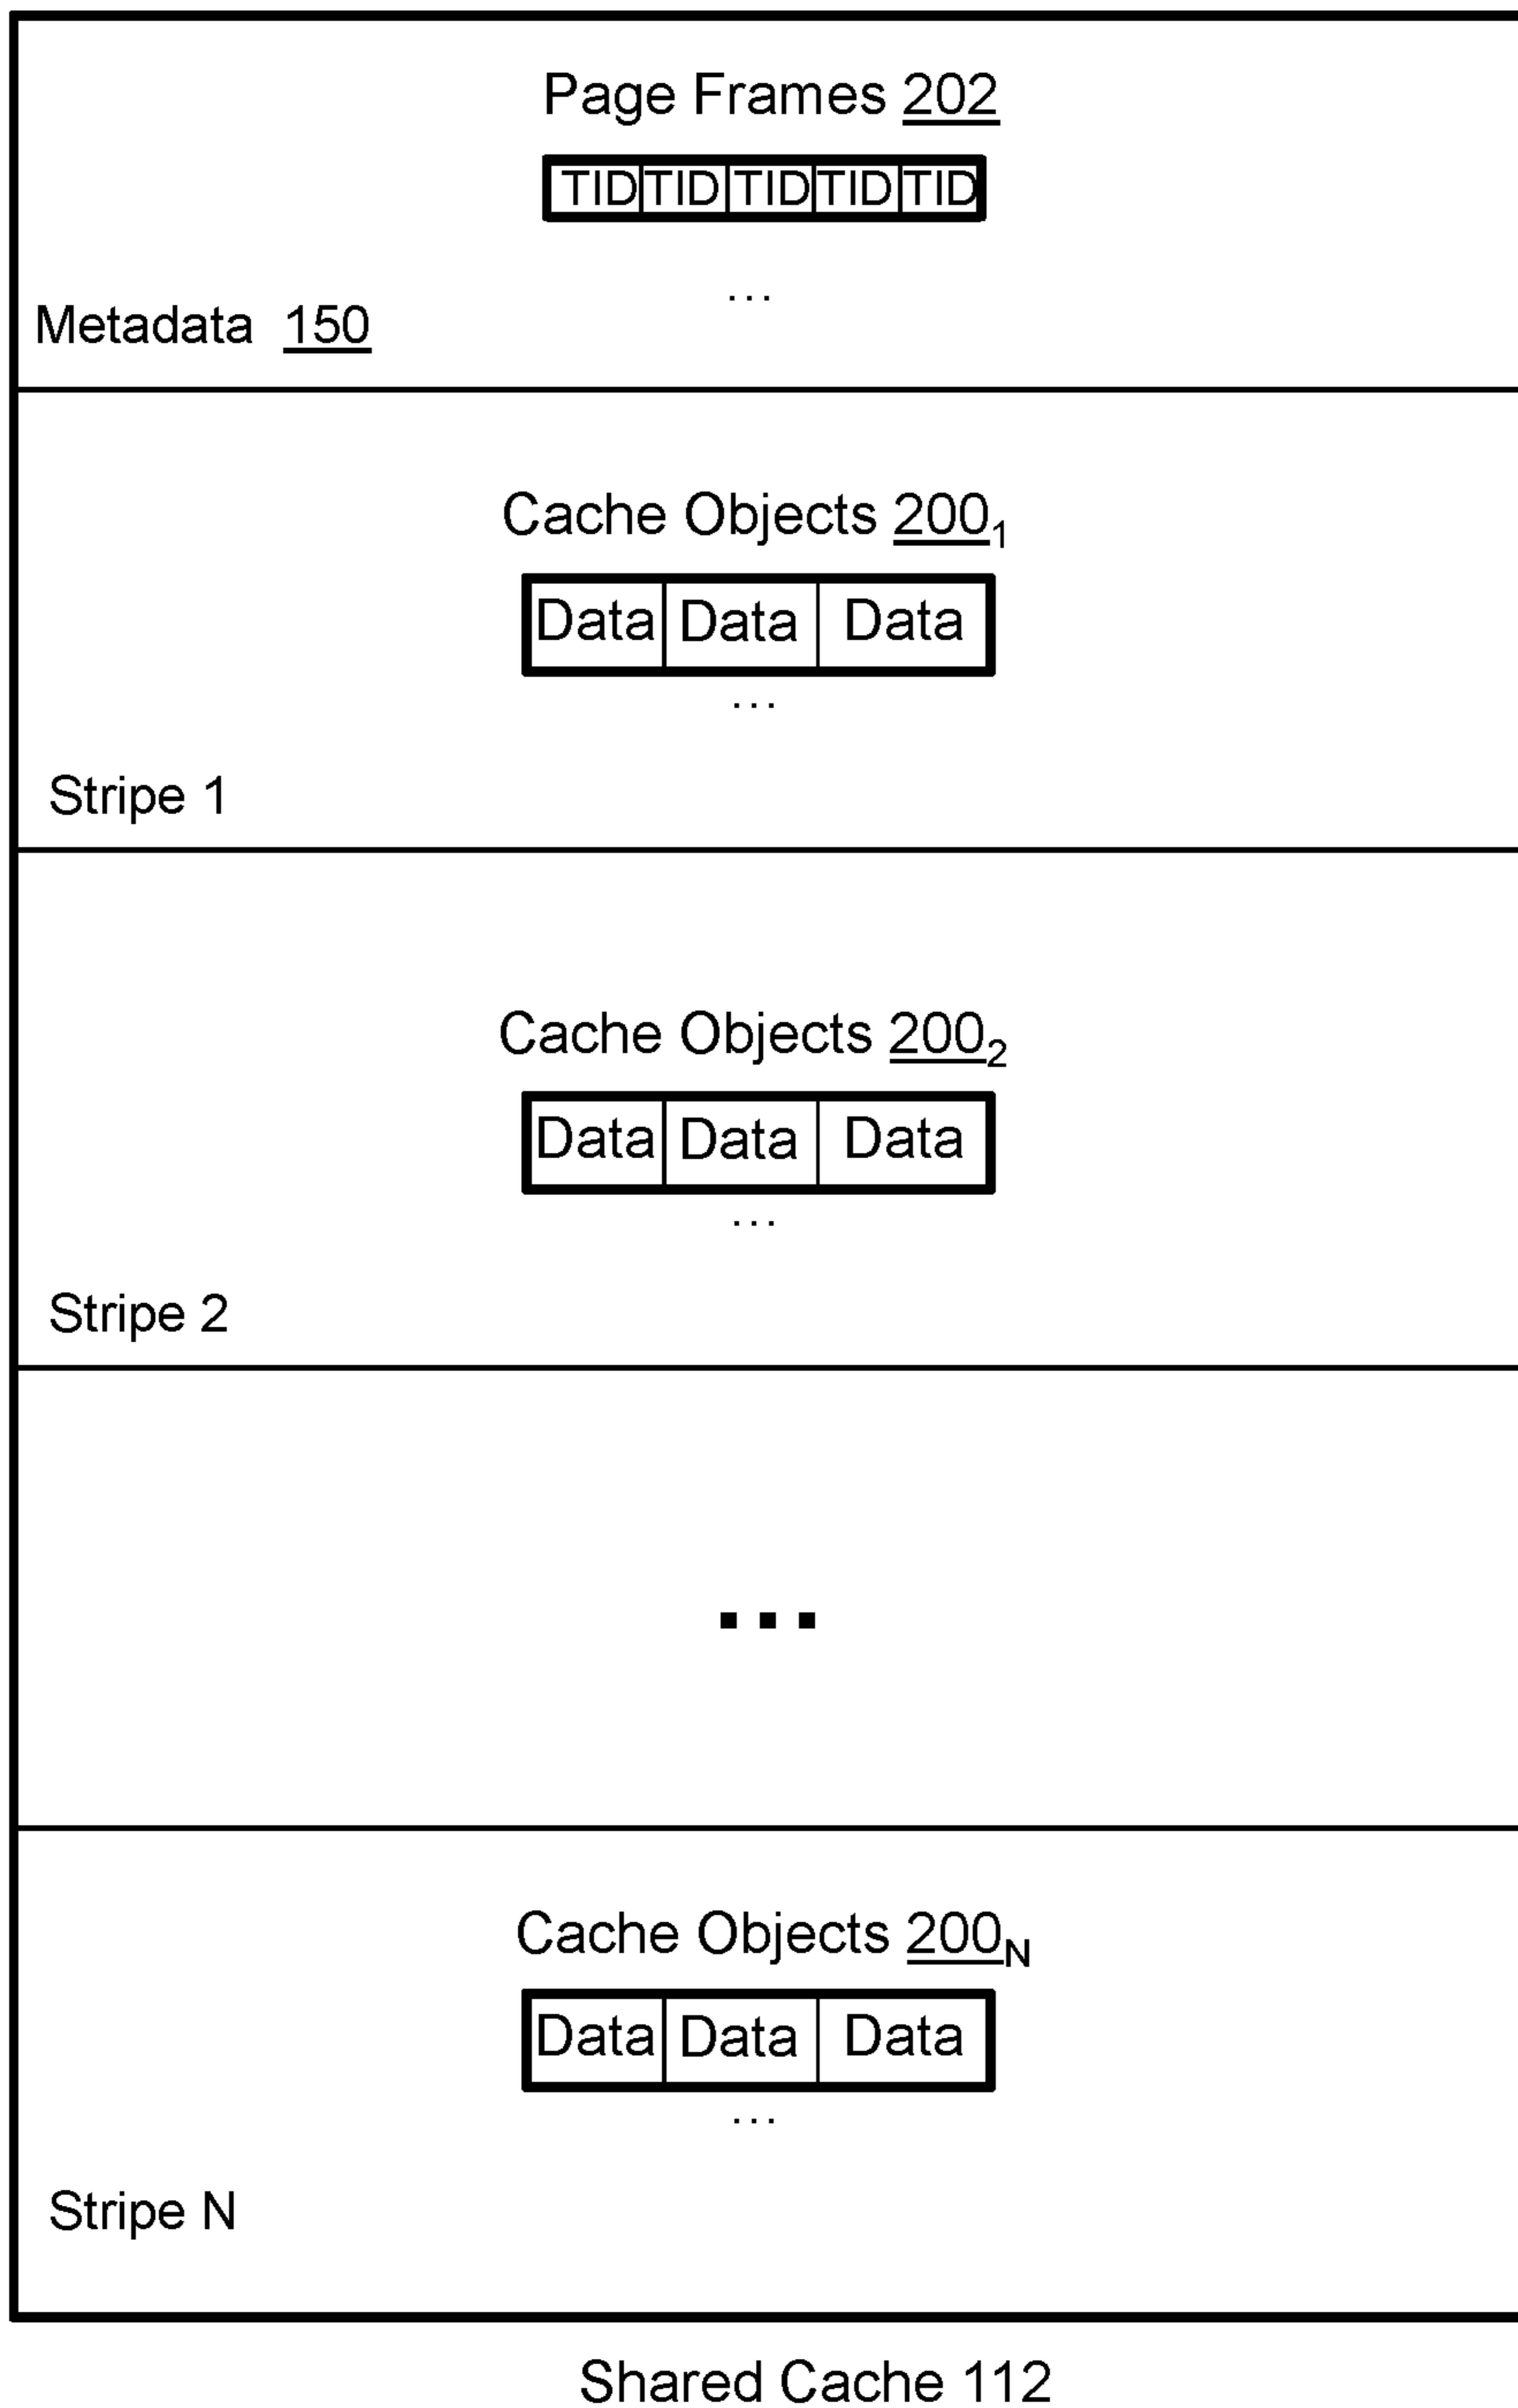 Page Frames 202
TID TID TID TID TID
...
Metadata 150
Cache Objects 200₁
Data Data Data
...
Stripe 1
Cache Objects 200₂
Data Data Data
...
Stripe 2
...
Cache Objects 200N
Data Data Data
...
Stripe N
Shared Cache 112